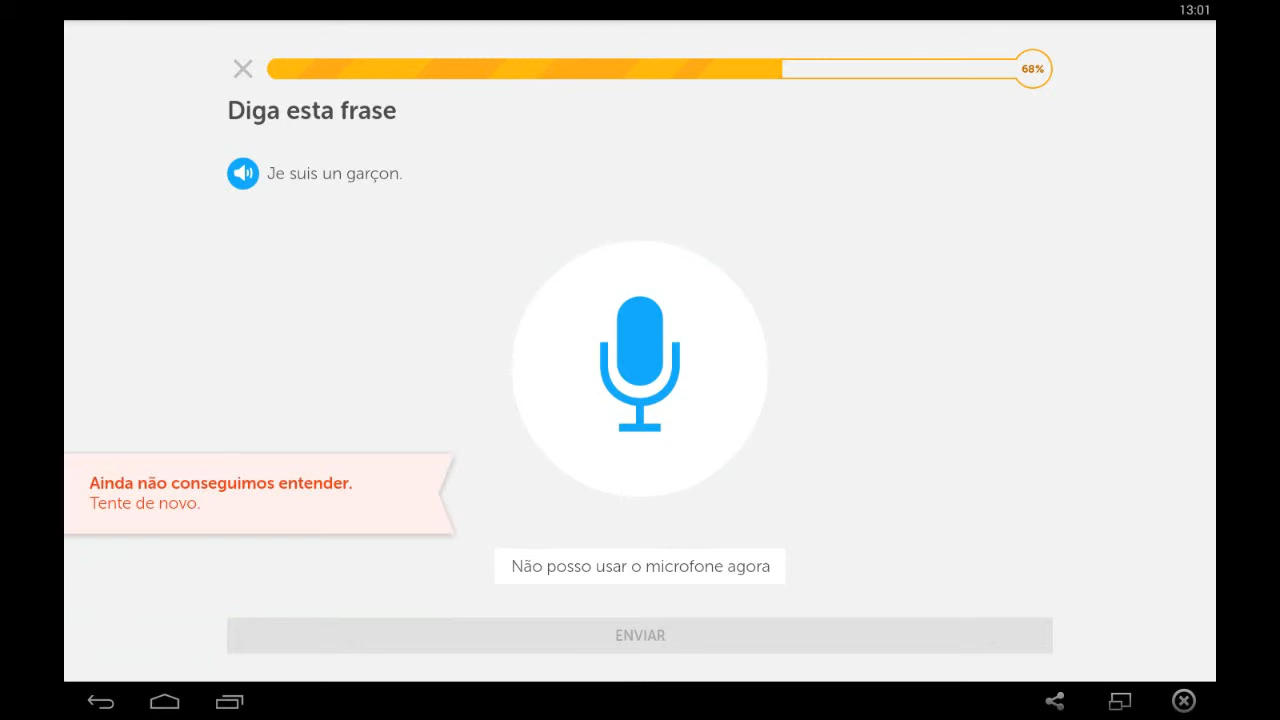 13:01
68%
Diga esta frase
Je suis un garçon.
Ainda não conseguimos entender.
Tente de novo.
Não posso usar o microfone agora
ENVIAR